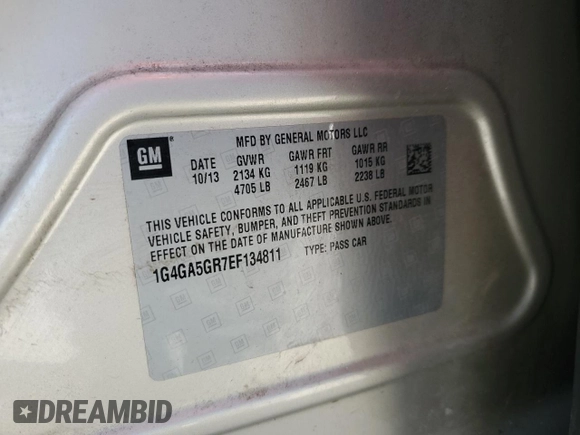 GM
MFD BY GENERAL MOTORS LLC
DATE GVWR GAWR FRT GAWR RR
10/13 2134 KG 1119 KG 1015 KG
4705 LB 2467 LB 2238 LB
THIS VEHICLE CONFORMS TO ALL APPLICABLE U.S. FEDERAL MOTOR
VEHICLE SAFETY, BUMPER, AND THEFT PREVENTION STANDARDS IN
EFFECT ON THE DATE OF MANUFACTURE SHOWN ABOVE.
1G4GA5GR7EF134811 TYPE: PASS CAR
DREAMBID